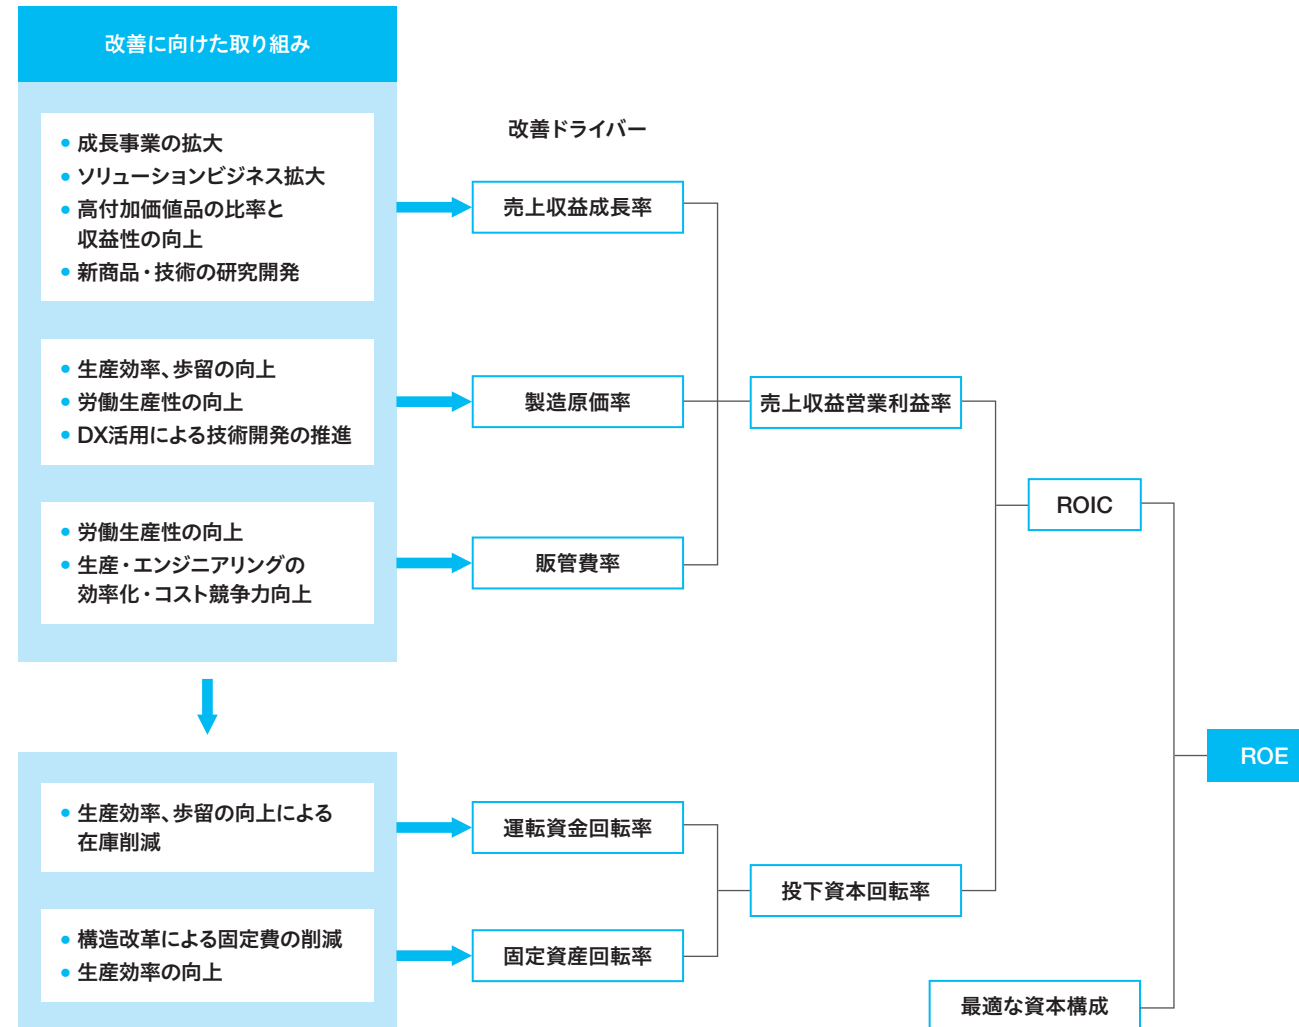 改善に向けた取り組み
• 成長事業の拡大
• ソリューションビジネス拡大
• 高付加価値品の比率と
収益性の向上
• 新商品・技術の研究開発
• 生産効率、歩留の向上
• 労働生産性の向上
• DX活用による技術開発の推進
• 労働生産性の向上
• 生産・エンジニアリングの
効率化・コスト競争力向上
• 生産効率、歩留の向上による
在庫削減
• 構造改革による固定費の削減
• 生産効率の向上
改善ドライバー
売上収益成長率
製造原価率
販管費率
運転資金回転率
固定資産回転率
売上収益営業利益率
投下資本回転率
ROIC
最適な資本構成
ROE